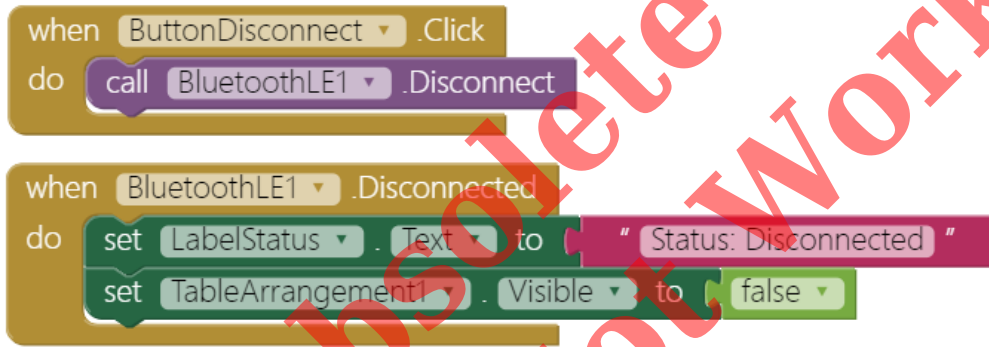 when ButtonDisconnect .Click
do call BluetoothLE1 .Disconnect
when BluetoothLE1 .Disconnected
do set LabelStatus . Text to " Status: Disconnected "
set TableArrangement1 . Visible to false